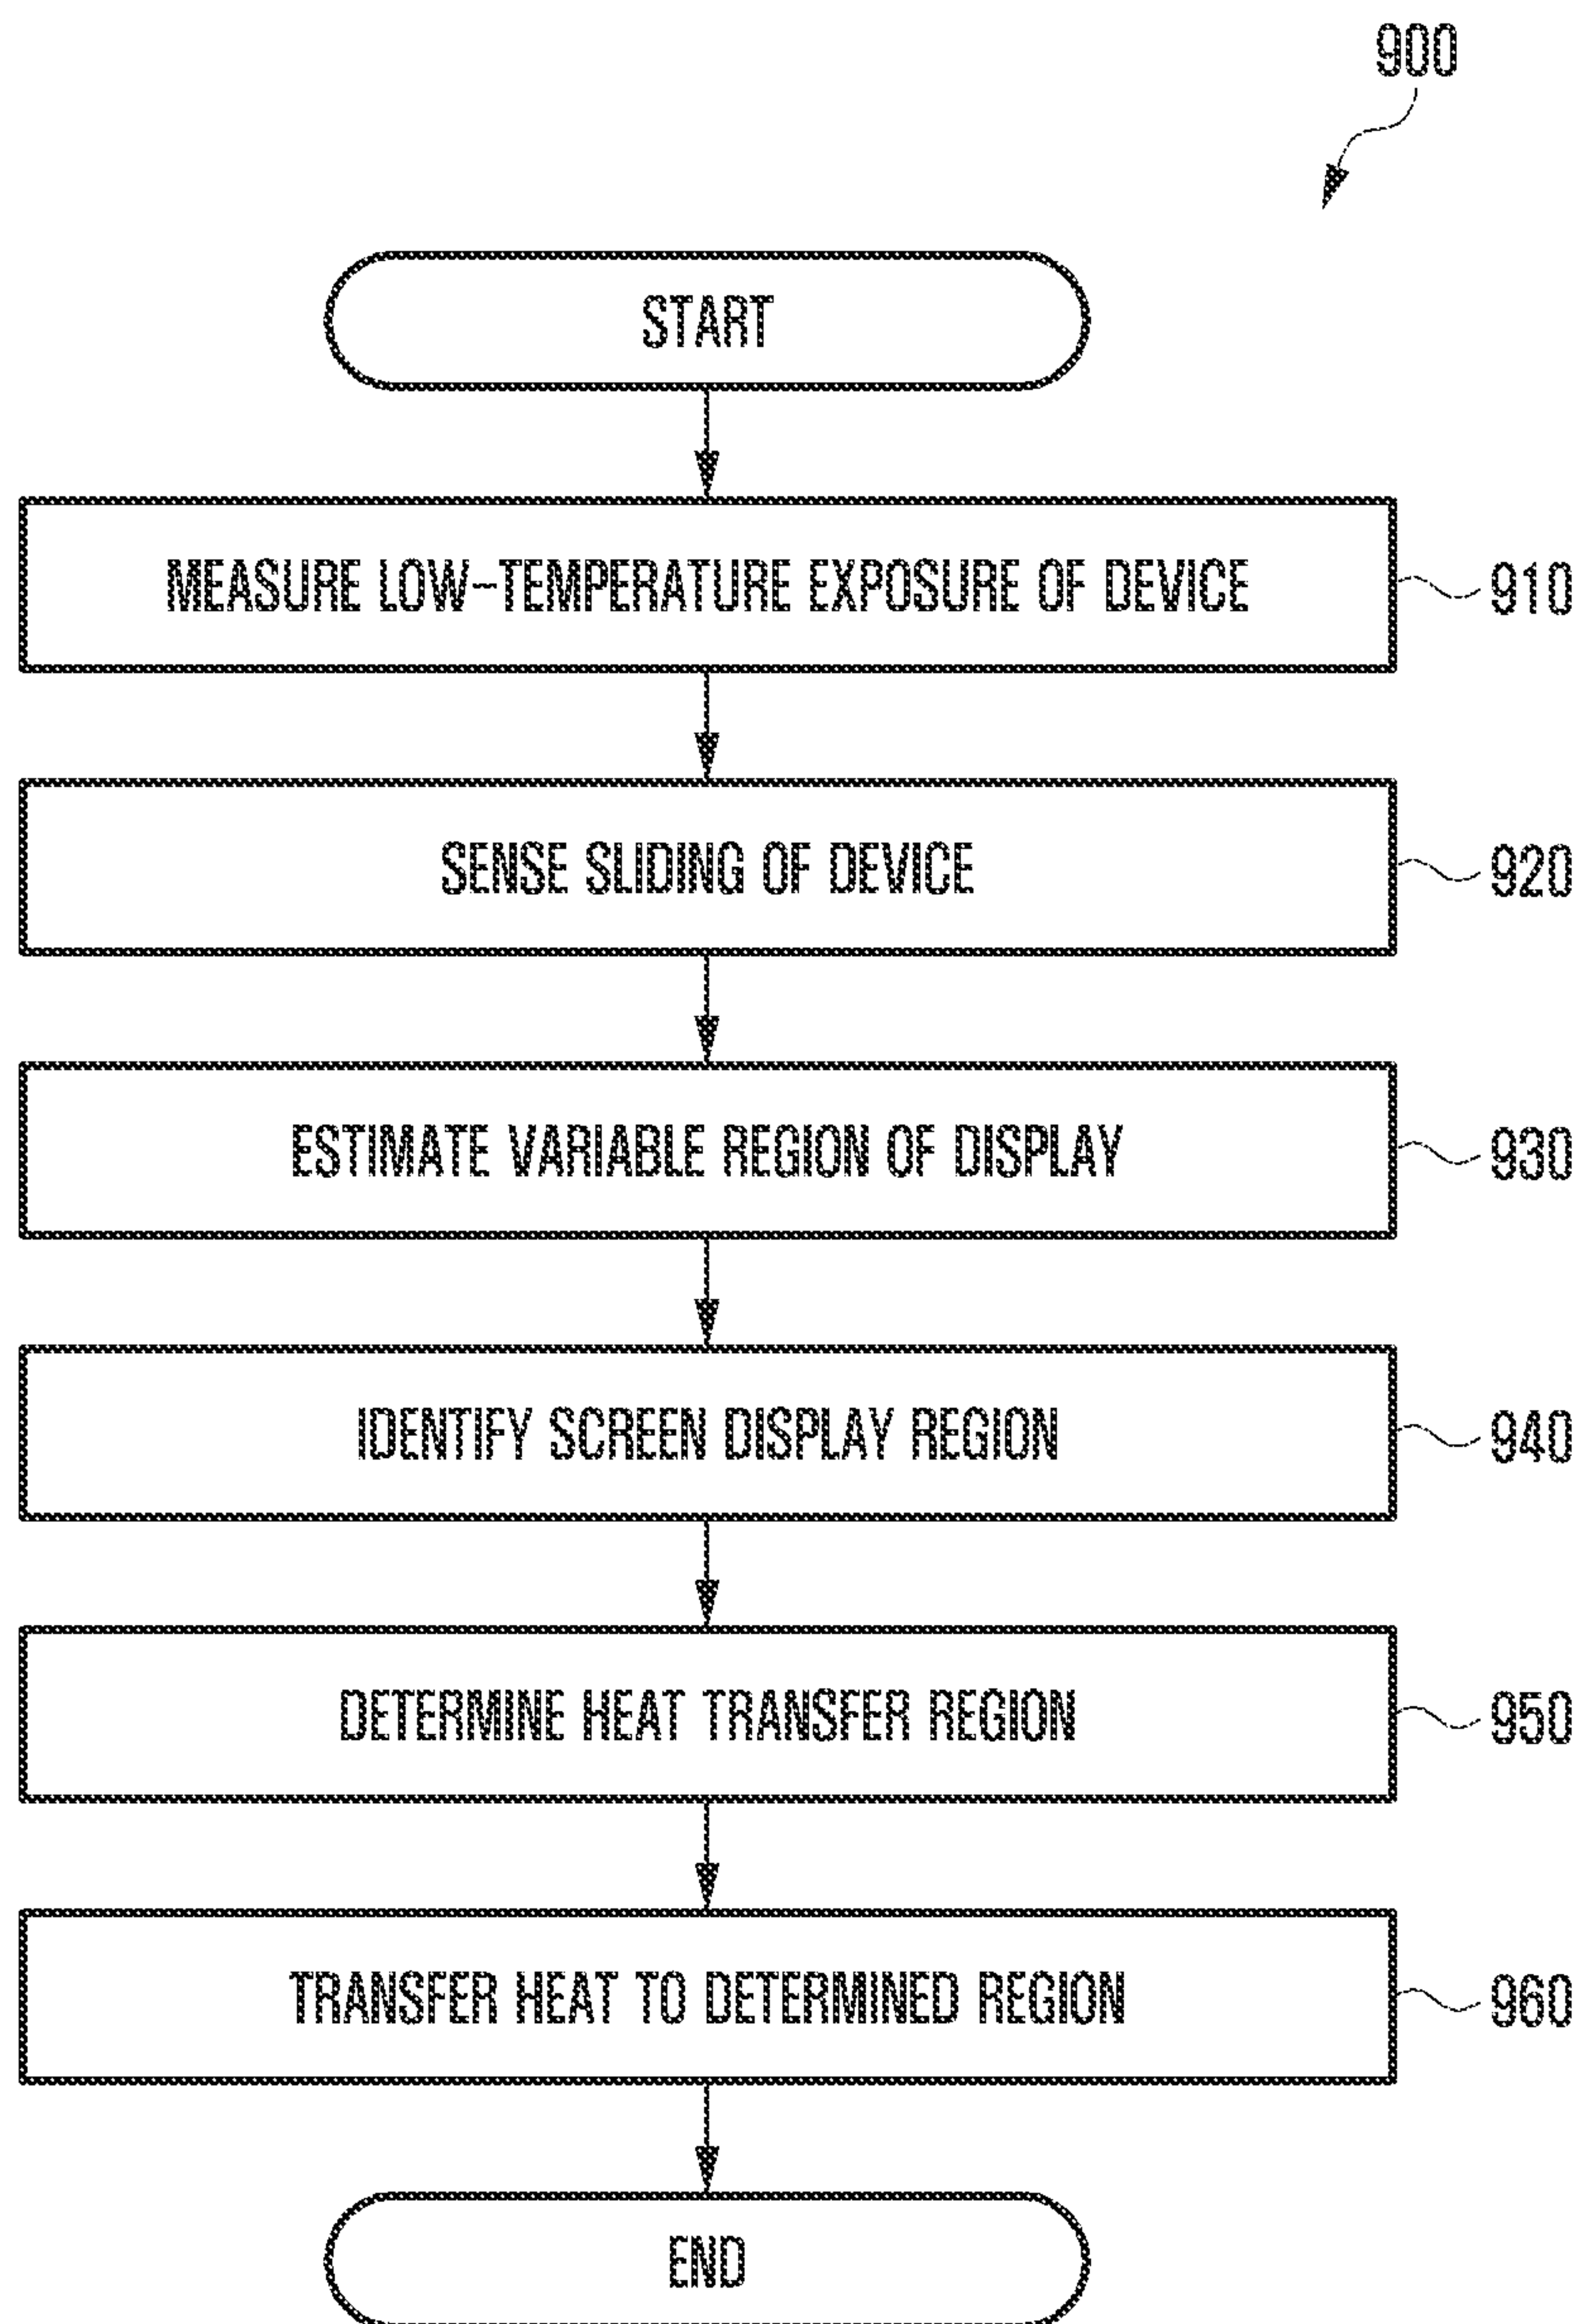 900
START
MEASURE LOW-TEMPERATURE EXPOSURE OF DEVICE
910
SENSE SLIDING OF DEVICE
920
ESTIMATE VARIABLE REGION OF DISPLAY
930
IDENTIFY SCREEN DISPLAY REGION
940
DETERMINE HEAT TRANSFER REGION
950
TRANSFER HEAT TO DETERMINED REGION
960
END